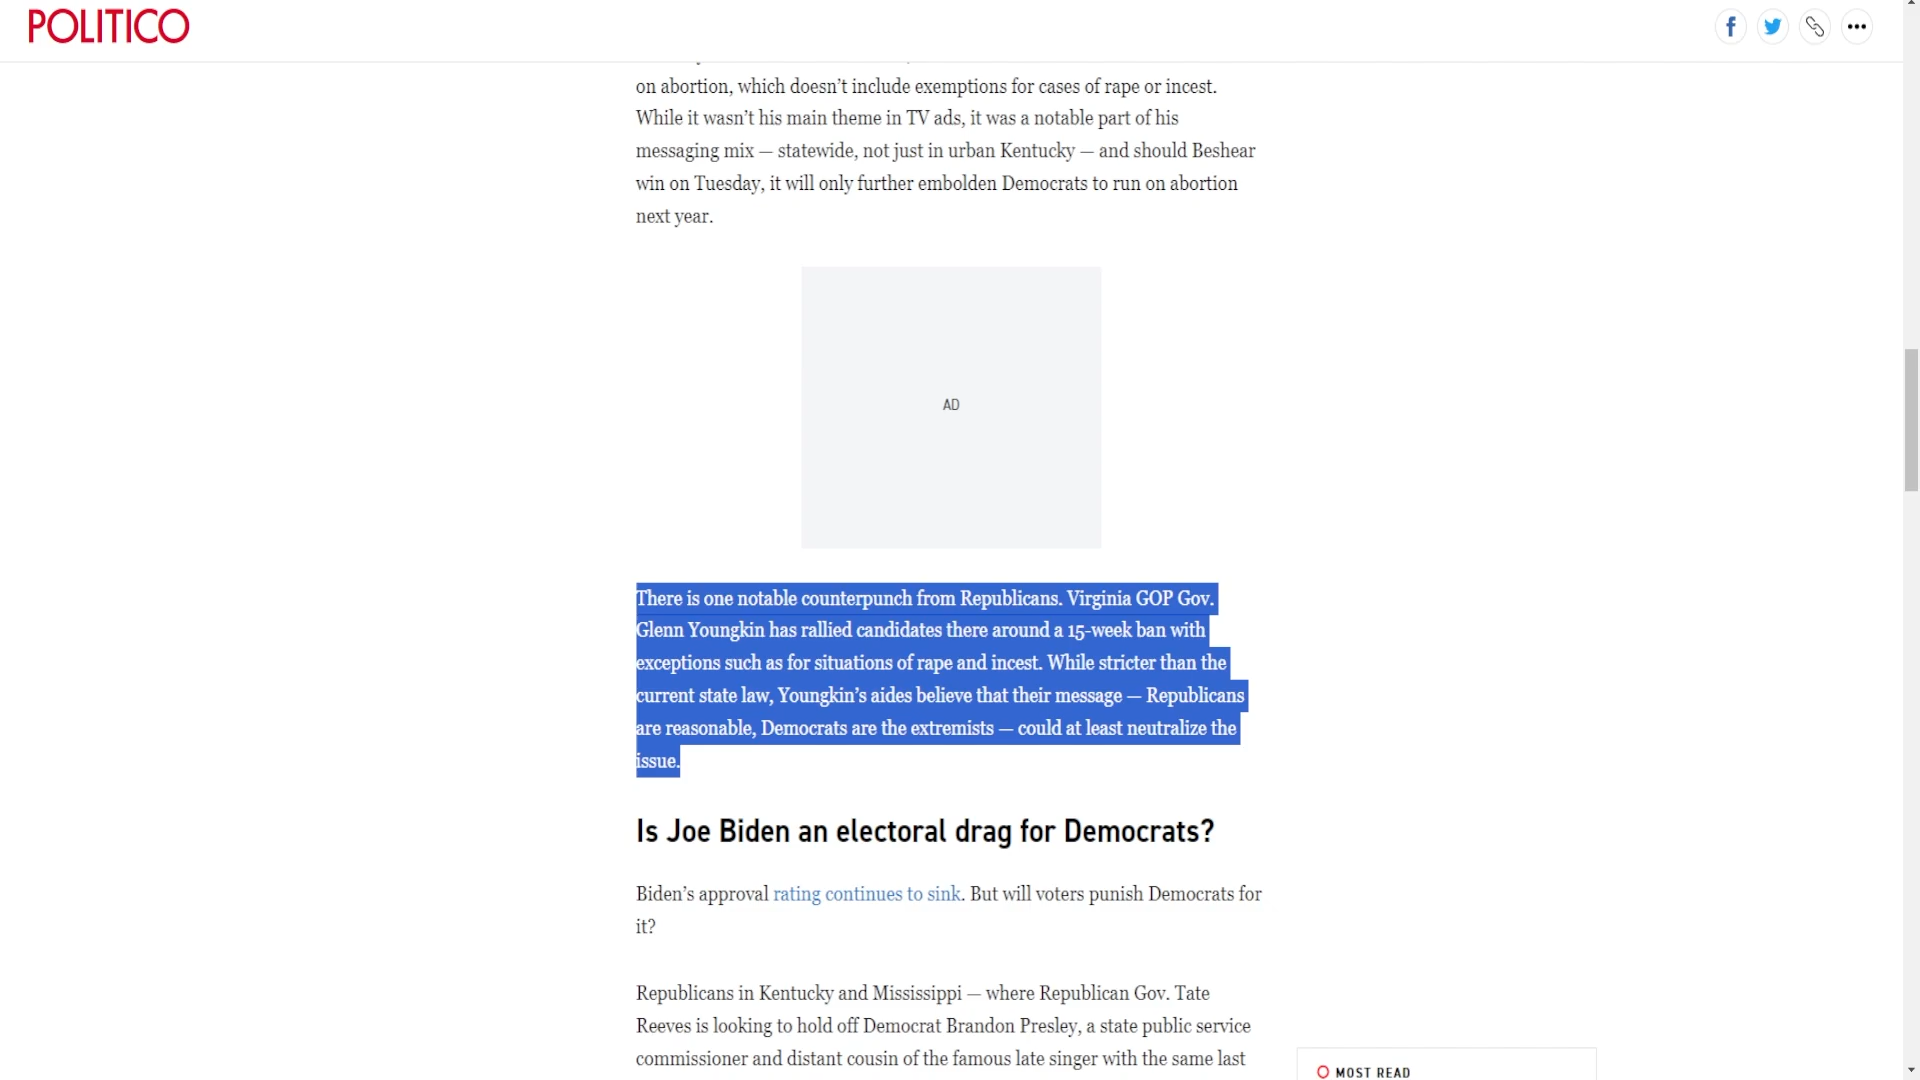 POLITICO
on abortion, which doesn’t include exemptions for cases of rape or incest.
While it wasn’t his main theme in TV ads, it was a notable part of his
messaging mix — statewide, not just in urban Kentucky — and should Beshear
win on Tuesday, it will only further embolden Democrats to run on abortion
next year.
AD
There is one notable counterpunch from Republicans. Virginia GOP Gov.
Glenn Youngkin has rallied candidates there around a 15-week ban with
exceptions such as for situations of rape and incest. While stricter than the
current state law, Youngkin’s aides believe that their message — Republicans
are reasonable, Democrats are the extremists — could at least neutralize the
issue.
Is Joe Biden an electoral drag for Democrats?
Biden’s approval rating continues to sink. But will voters punish Democrats for
it?
Republicans in Kentucky and Mississippi — where Republican Gov. Tate
Reeves is looking to hold off Democrat Brandon Presley, a state public service
commissioner and distant cousin of the famous late singer with the same last
MOST READ